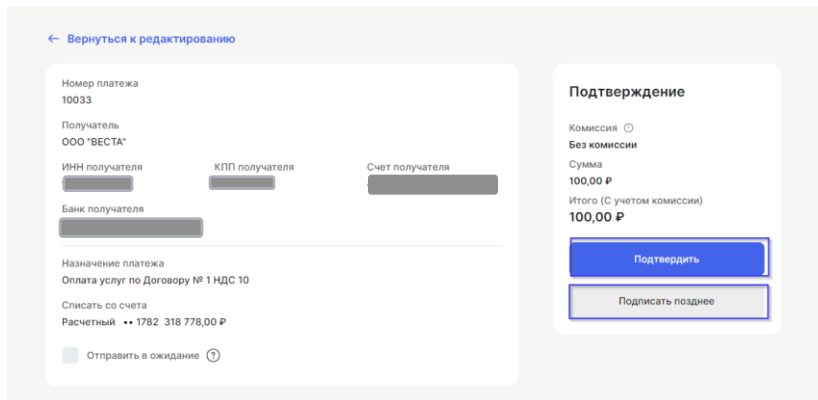 ← Вернуться к редактированию
Номер платежа
10033
Получатель
ООО "ВЕСТА"
ИНН получателя КПП получателя Счет получателя
Банк получателя
Назначение платежа
Оплата услуг по Договору № 1 НДС 10
Списать со счета
Расчетный •• 1782 318 778,00 ₽
Отправить в ожидание ?
Подтверждение
Комиссия
Без комиссии
Сумма
100,00 ₽
Итого (С учетом комиссии)
100,00 ₽
Подтвердить
Подписать позднее